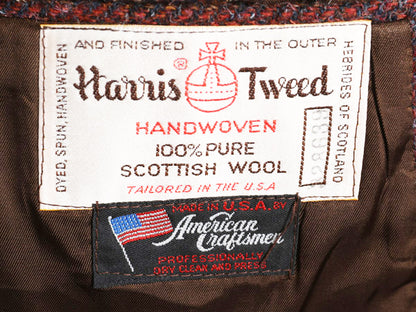 DYED, SPUN, HANDWOVEN
AND FINISHED IN THE OUTER
HEBRIDES OF SCOTLAND
Harris ® Tweed
HANDWOVEN
100% PURE
SCOTTISH WOOL
TAILORED IN THE U.S.A
MADE IN U.S.A. BY
American
Craftsmen
PROFESSIONALLY
DRY CLEAN AND PRESS